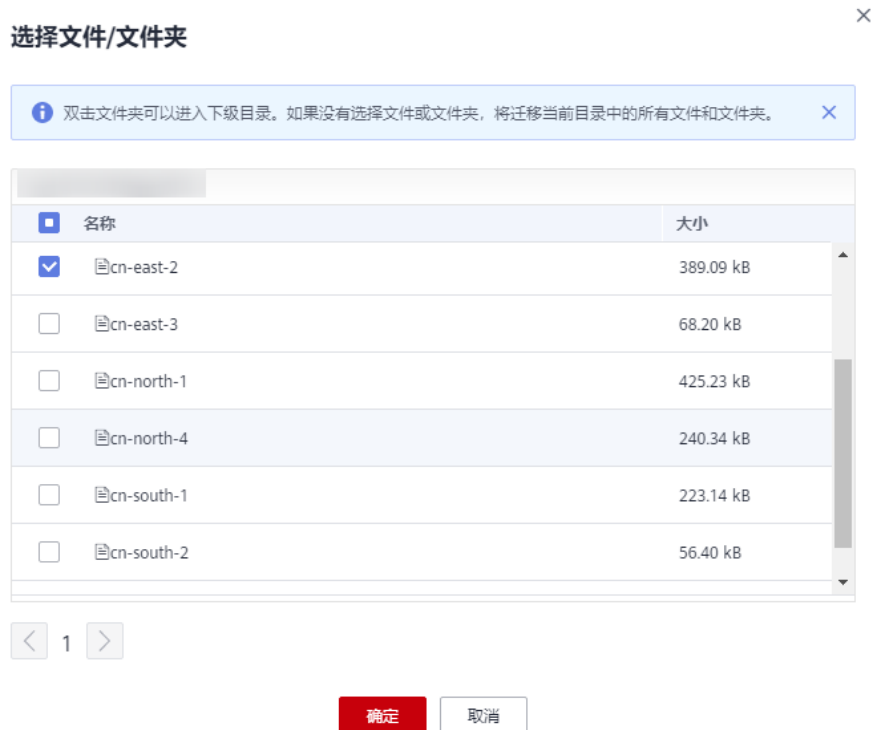 选择文件/文件夹
双击文件夹可以进入下级目录。如果没有选择文件或文件夹，将迁移当前目录中的所有文件和文件夹。
名称 大小
cn-east-2 389.09 kB
cn-east-3 68.20 kB
cn-north-1 425.23 kB
cn-north-4 240.34 kB
cn-south-1 223.14 kB
cn-south-2 56.40 kB
1
确定 取消